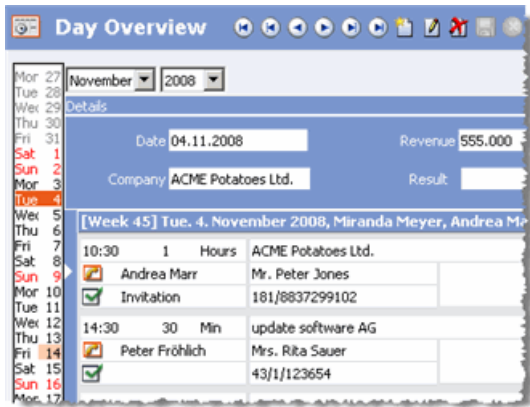 Day Overview
November 2008
Details
Date 04.11.2008 Revenue 555.000
Company ACME Potatoes Ltd. Result
Mon 27
Tue 28
Wed 29
Thu 30
Fri 31
Sat 1
Sun 2
Mon 3
Tue 4
Wed 5
Thu 6
Fri 7
Sat 8
Sun 9
Mon 10
Tue 11
Wed 12
Thu 13
Fri 14
Sat 15
Sun 16
Mon 17
[Week 45] Tue. 4. November 2008, Miranda Meyer, Andrea Ma
10:30 1 Hours ACME Potatoes Ltd.
Andrea Marr Mr. Peter Jones
Invitation 181/8837299102
14:30 30 Min update software AG
Peter Fröhlich Mrs. Rita Sauer
43/1/123654